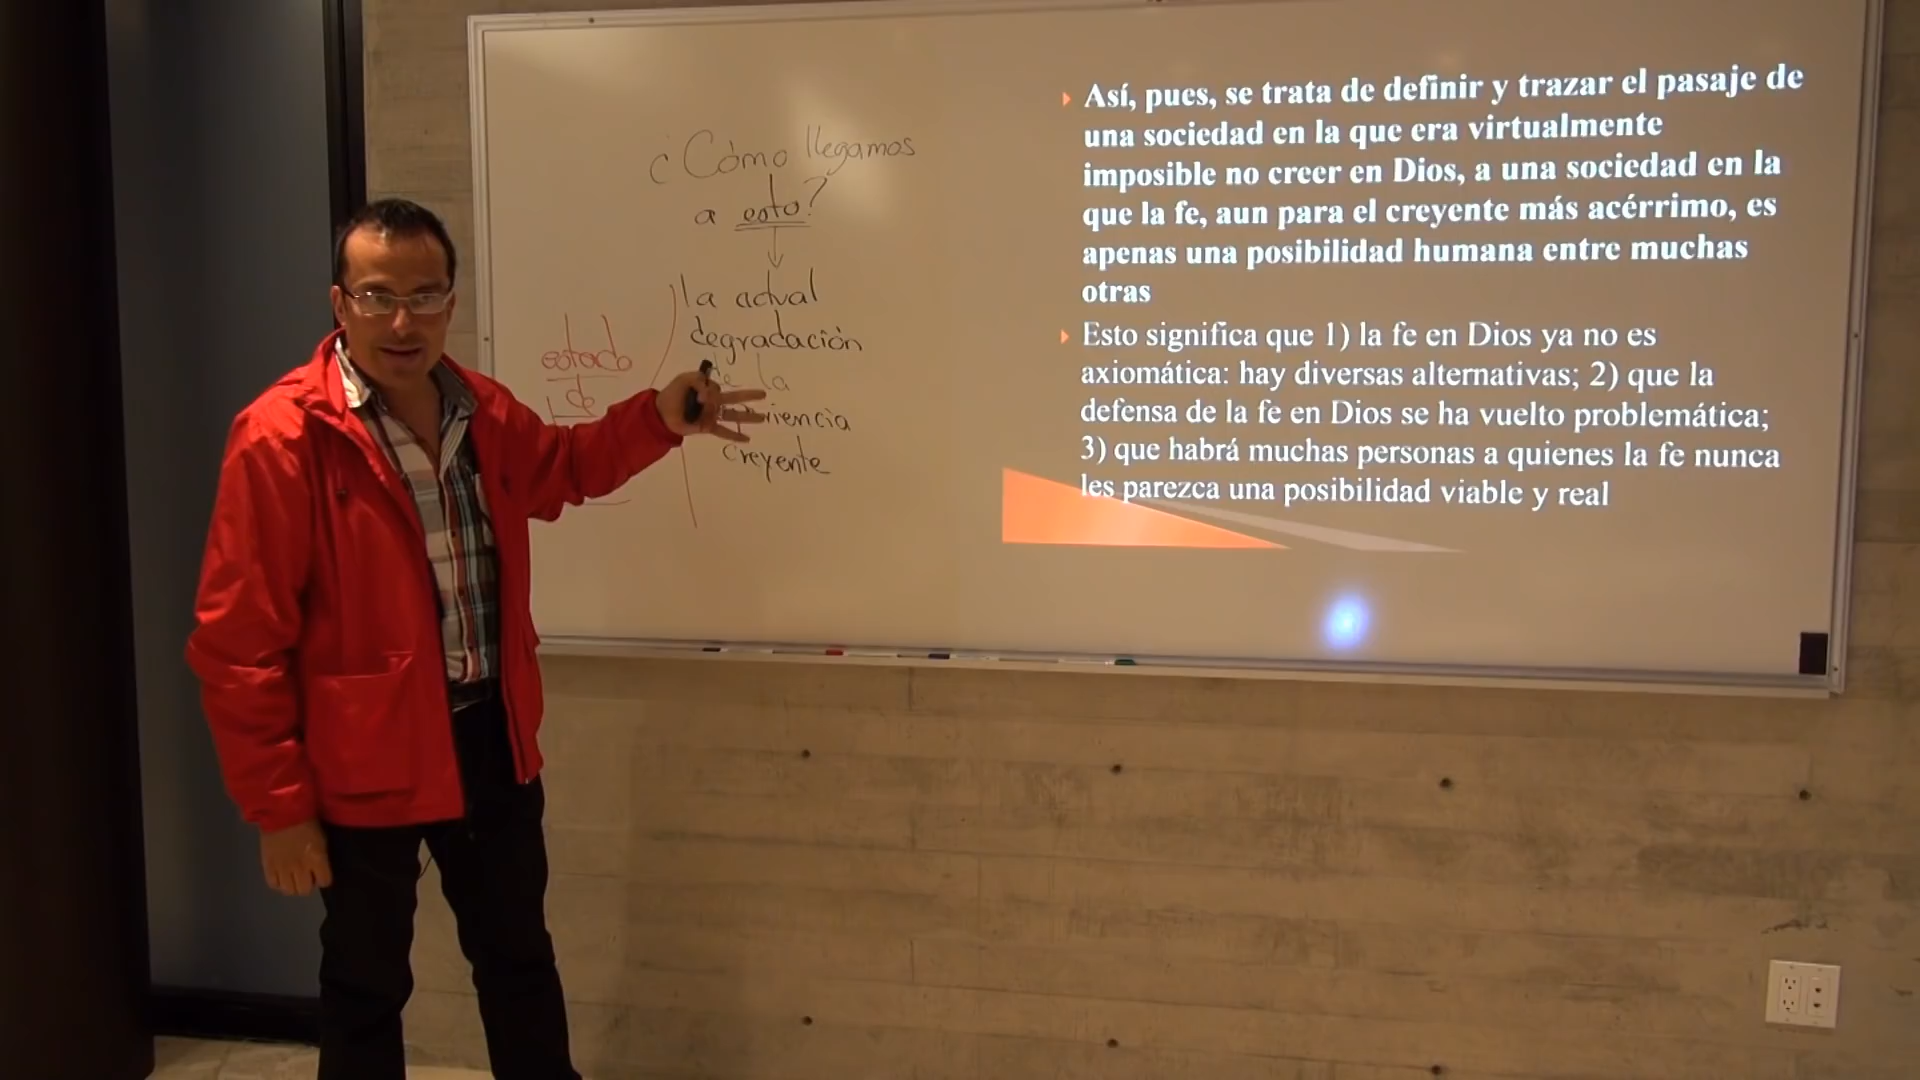 ¿Cómo llegamos
a esto?
la actual
degradación
de la
creyente
estado
de
Así, pues, se trata de definir y trazar el pasaje de
una sociedad en la que era virtualmente
imposible no creer en Dios, a una sociedad en la
que la fe, aun para el creyente más acérrimo, es
apenas una posibilidad humana entre muchas
otras
Esto significa que 1) la fe en Dios ya no es
axiomática: hay diversas alternativas; 2) que la
defensa de la fe en Dios se ha vuelto problemática;
3) que habrá muchas personas a quienes la fe nunca
les parezca una posibilidad viable y real